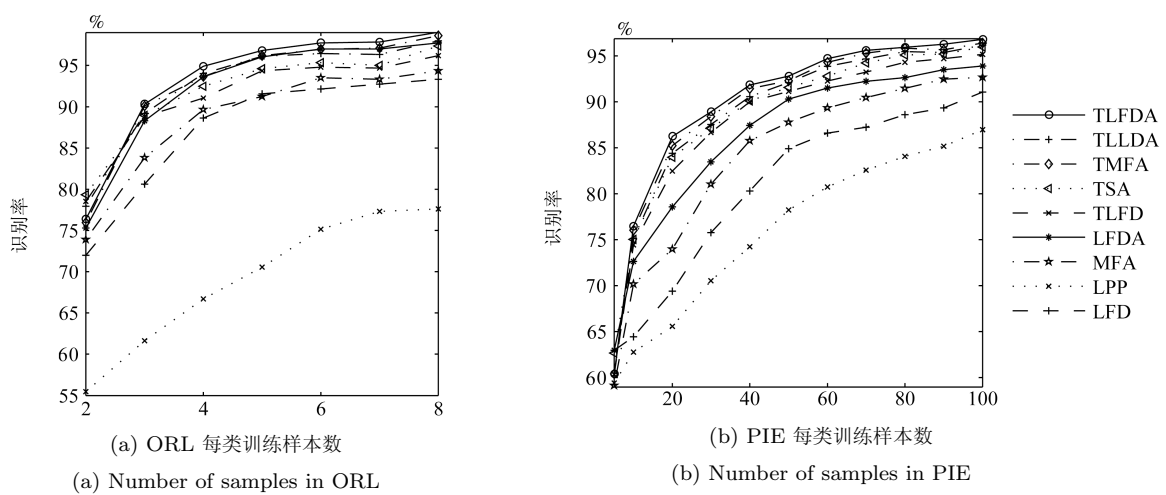 %
95
90
85
80
75
70
65
60
55
2
4
6
8
识别率
(a) ORL 每类训练样本数
(a) Number of samples in ORL
%
95
90
85
80
75
70
65
60
20
40
60
80
100
识别率
(b) PIE 每类训练样本数
(b) Number of samples in PIE
TLFDA
TLLDA
TMFA
TSA
TLFD
LFDA
MFA
LPP
LFD